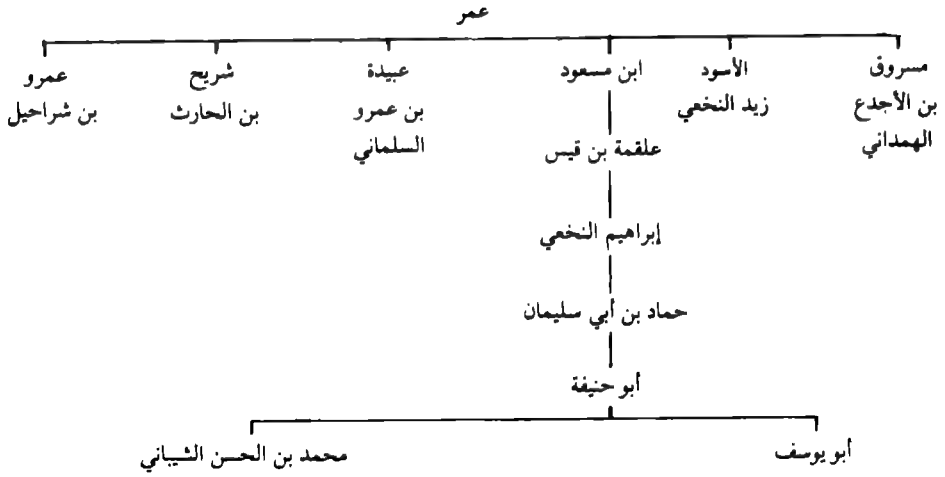 عمر
مسروق
بن الأجدع
الهمداني
الأسود
زيد النخعي
ابن مسعود
عبيدة
بن عمرو
السلماني
شريح
بن الحارث
عمرو
بن شراحيل
علقمة بن قيس
إبراهيم النخعي
حماد بن أبي سليمان
أبو حنيفة
أبو يوسف
محمد بن الحسن الشيباني